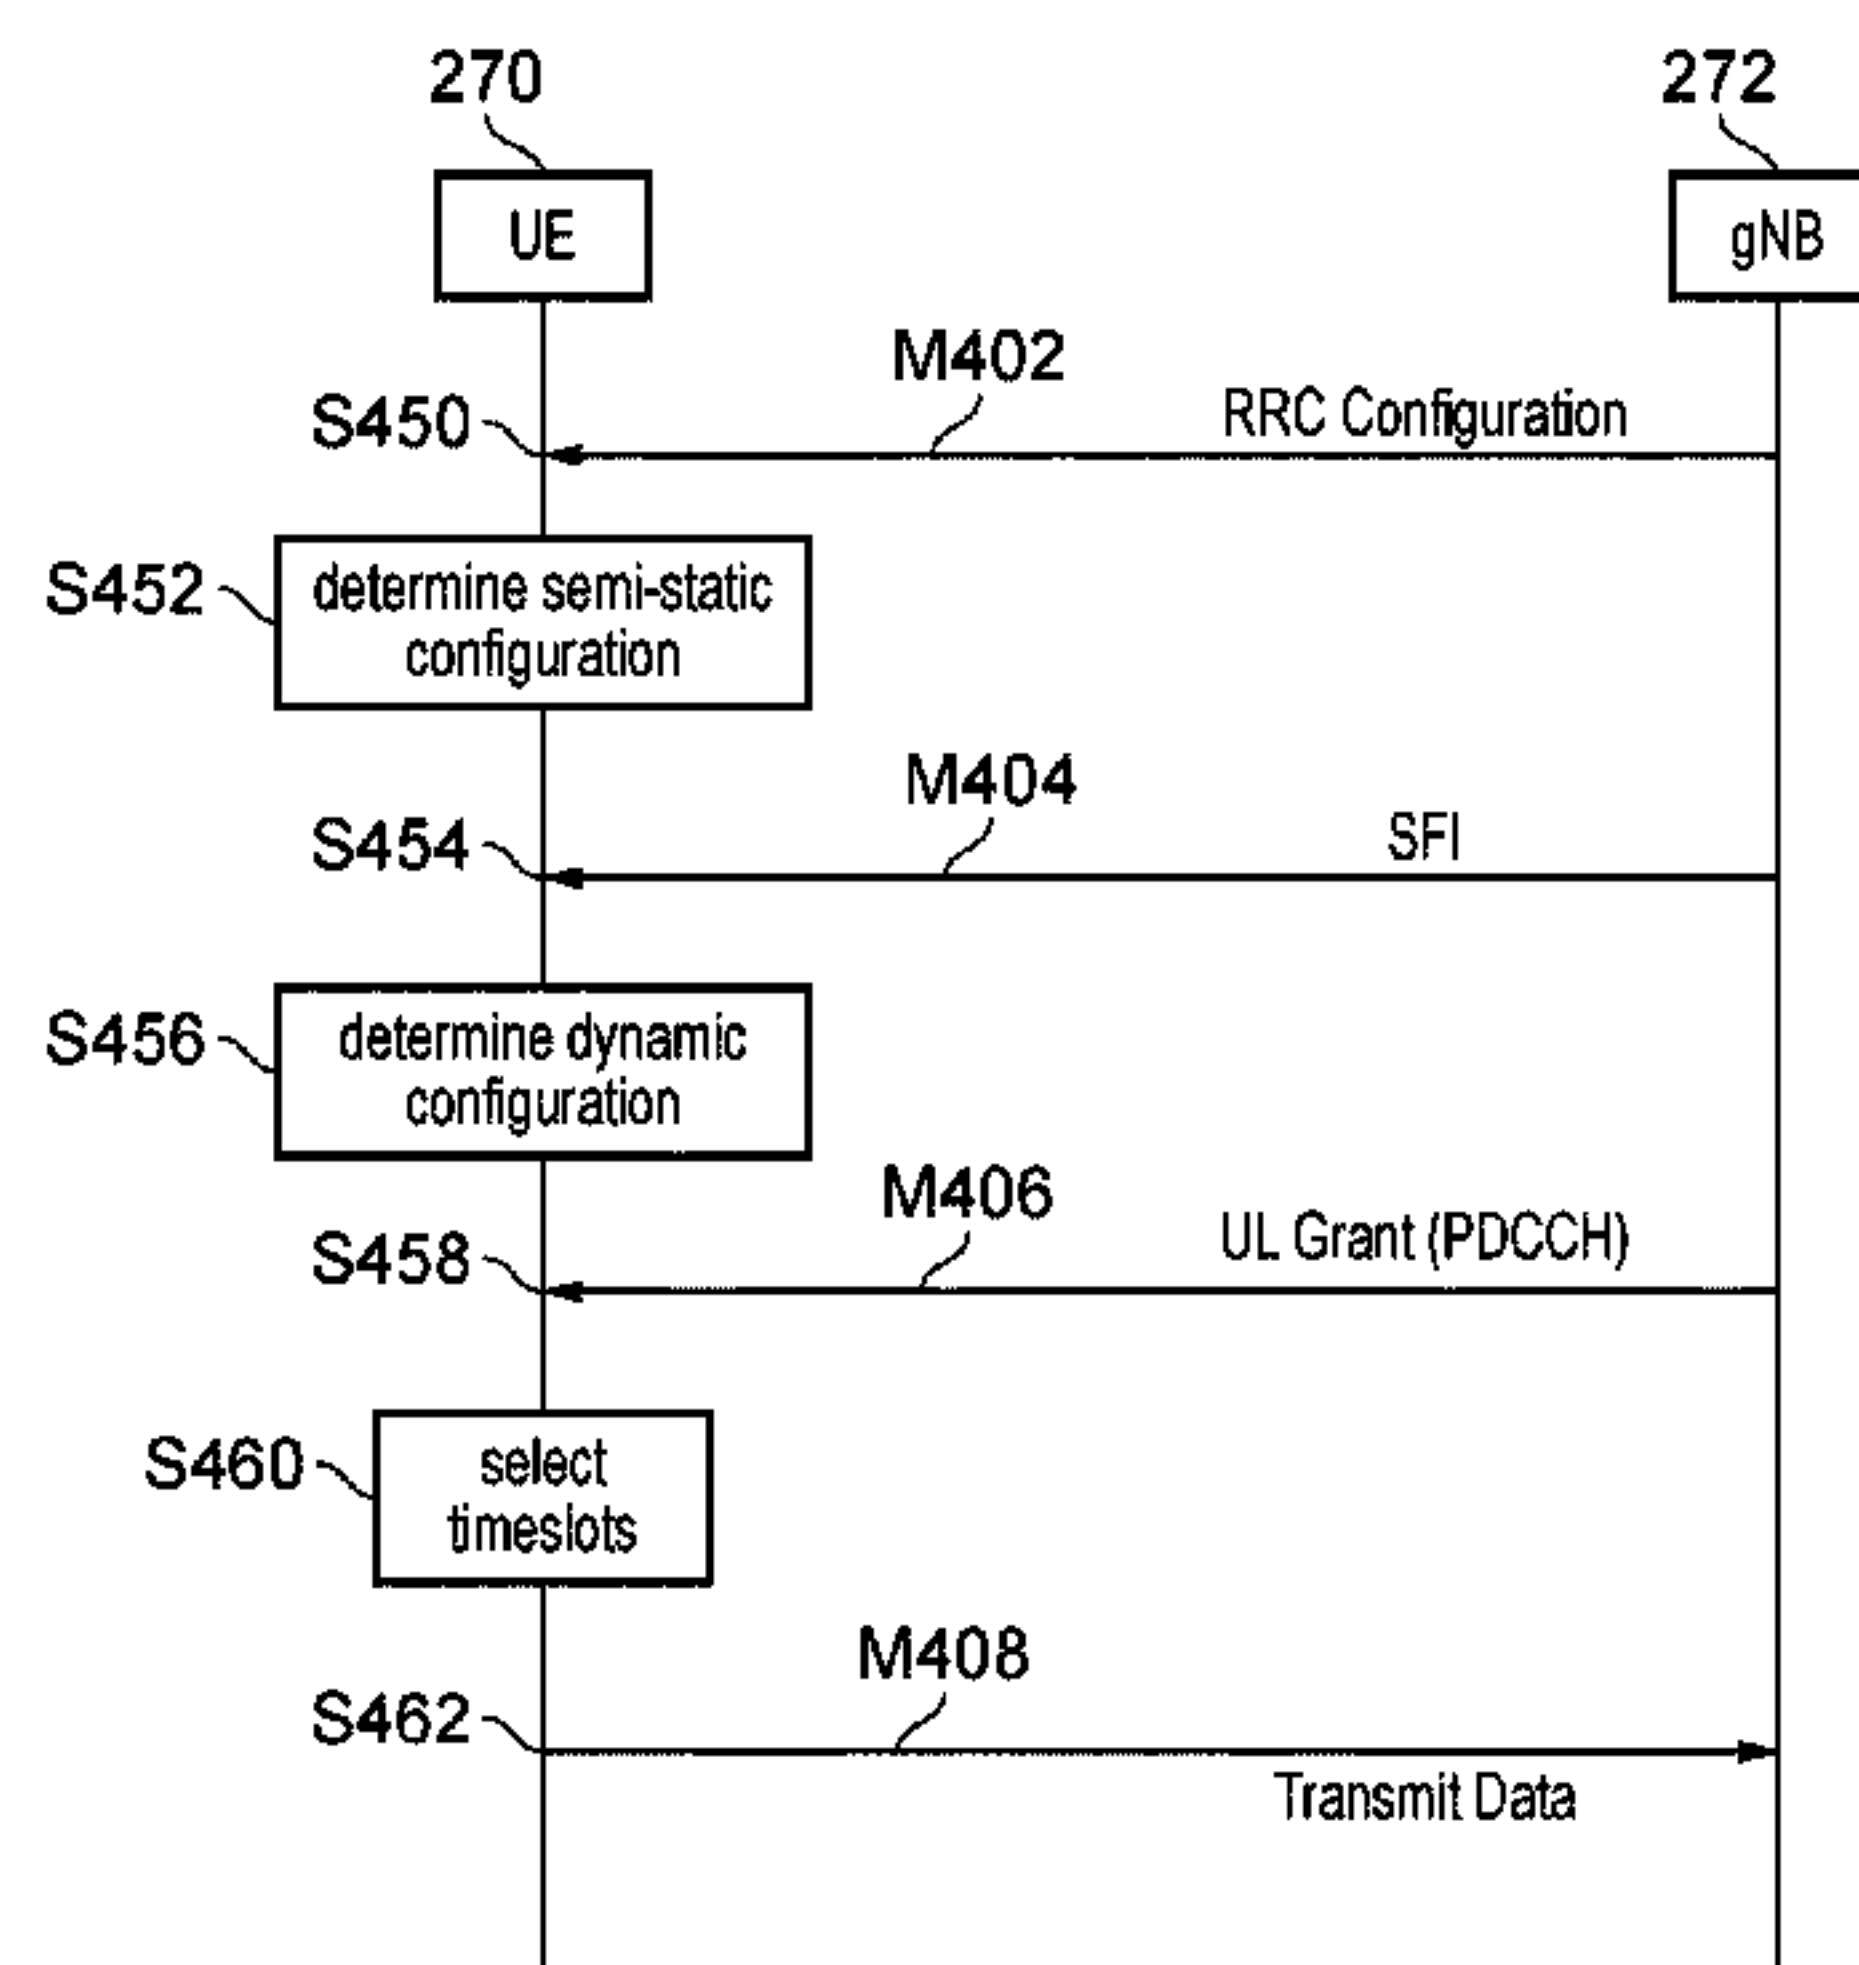 270
272
UE
gNB
M402
S450
RRC Configuration
S452
determine semi-static
configuration
M404
S454
SFI
S456
determine dynamic
configuration
M406
S458
UL Grant (PDCCH)
S460
select
timeslots
M408
S462
Transmit Data